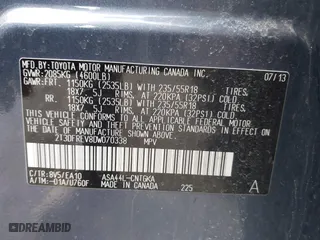 MFD.BY:TOYOTA MOTOR MANUFACTURING CANADA INC.
GVWR:2085KG (4600LB) 07/13
GAWR:FRT. 1150KG (2535LB) WITH 235/55R18 TIRES,
18X7 5J RIMS, AT 220KPA (32PSI) COLD
RR. 1150KG (2535LB) WITH 235/55R18 TIRES,
18X7 5J RIMS, AT 220KPA (32PSI) COLD
THIS VEHICLE CONFORMS TO ALL APPLICABLE FEDERAL MOTOR VEHICLE SAFETY AND THEFT PREVENTION STANDARDS IN EFFECT ON THE DATE OF MANUFACTURE SHOWN ABOVE.
2T3DFREV8DW070338 MPV
C/TR:8V5/EA10 ASA44L-CNTGKA
A/TM:-01A/U760F 225 A
MADE IN CANADA